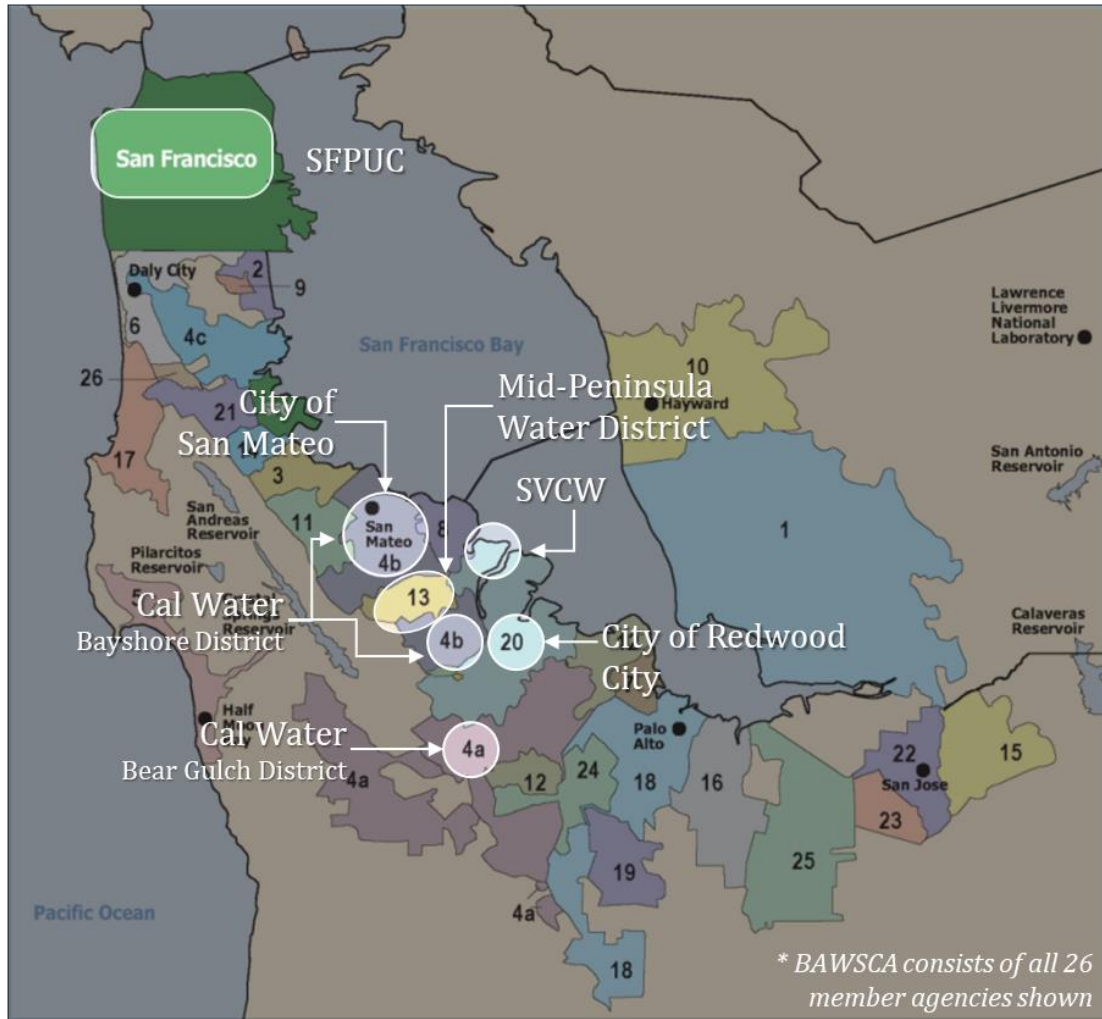 San Francisco
SFPUC
Daly City
2
9
6
4c
San Francisco Bay
Lawrence
Livermore
National
Laboratory
26
10
City of
San Mateo
Mid-Peninsula
Water District
21
Hayward
17
3
SVCW
San Antonio
Reservoir
San
Andreas
Reservoir
11
San
Mateo
8
4b
1
Pilarcitos
Reservoir
5
13
Cal Water
Bayshore District
Reservoir
4b
20
City of Redwood
City
Calaveras
Reservoir
Half
Cal Water
Bear Gulch District
4a
Palo
Alto
4a
12
24
18
16
22
San Jose
15
23
19
25
4a
Pacific Ocean
18
* BAWSCA consists of all 26
member agencies shown